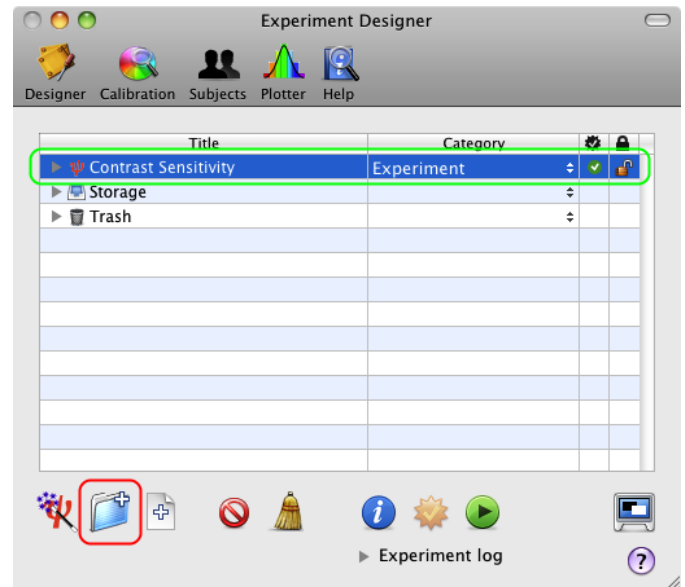 Experiment Designer
Designer Calibration Subjects Plotter Help
Title Category
Contrast Sensitivity Experiment
Storage
Trash
Experiment log